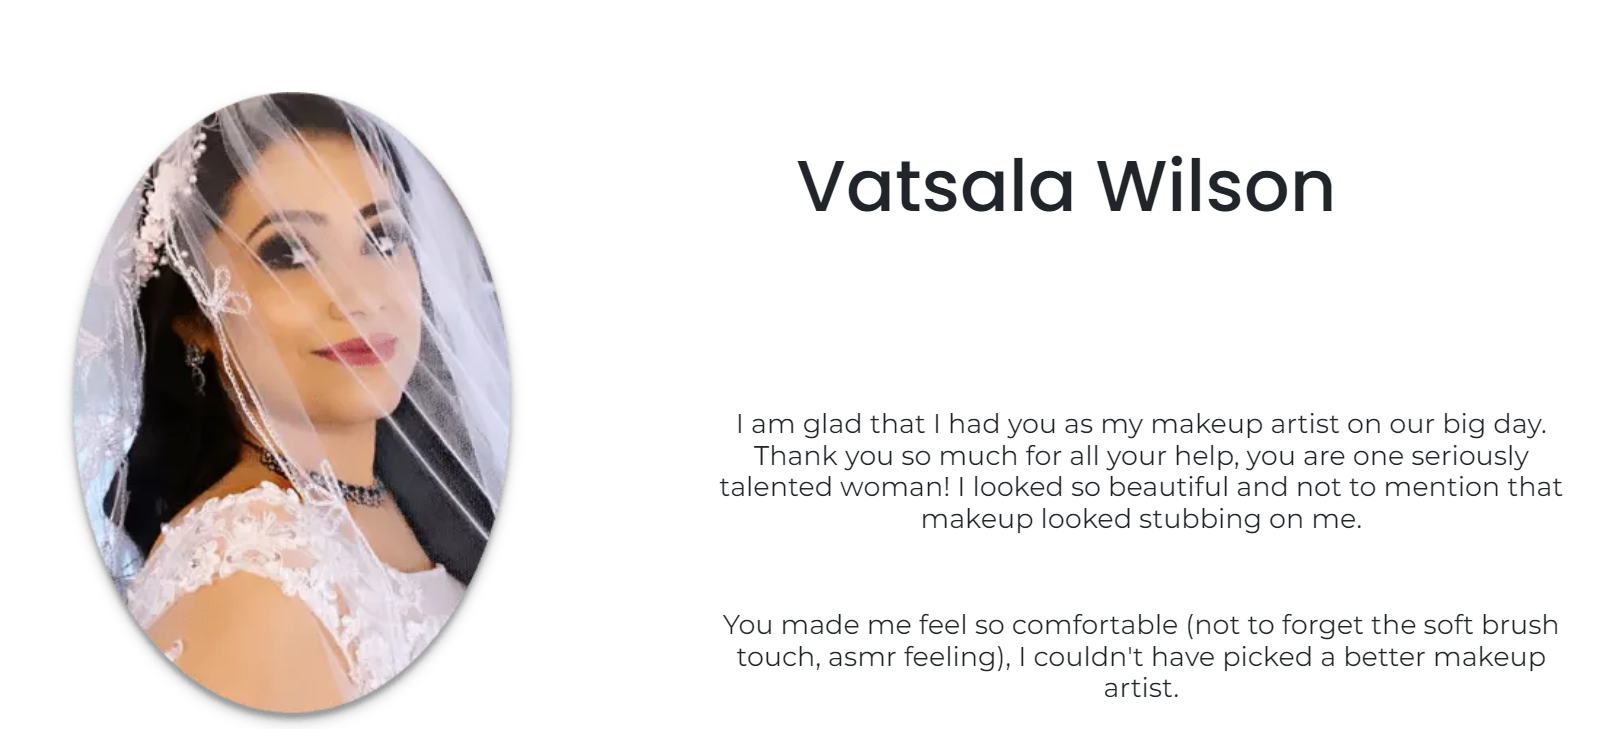 Vatsala Wilson
I am glad that I had you as my makeup artist on our big day.
Thank you so much for all your help, you are one seriously
talented woman! I looked so beautiful and not to mention that
makeup looked stubbing on me.
You made me feel so comfortable (not to forget the soft brush
touch, asmr feeling), I couldn't have picked a better makeup
artist.